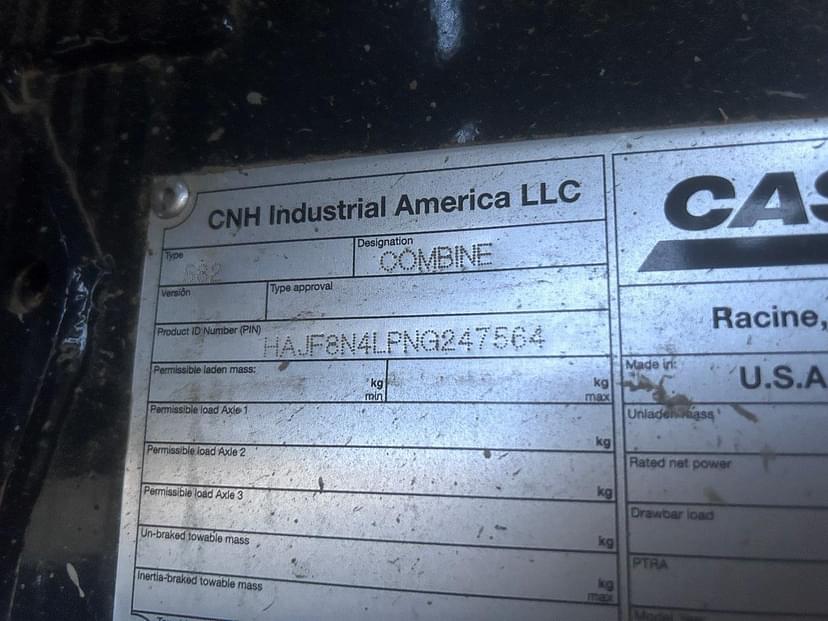 CNH Industrial America LLC
Type
Designation
COMBINE
Version
Type approval
Product ID Number (PIN)
HAJF8N4LPNG247564
Permissible laden mass:
kg
min
kg
max
Permissible load Axle 1
kg
Permissible load Axle 2
kg
Permissible load Axle 3
kg
Un-braked towable mass
kg
Inertia-braked towable mass
kg
max
CAS
Racine,
Made in:
U.S.A
Unladen mass
Rated net power
Drawbar load
PTRA